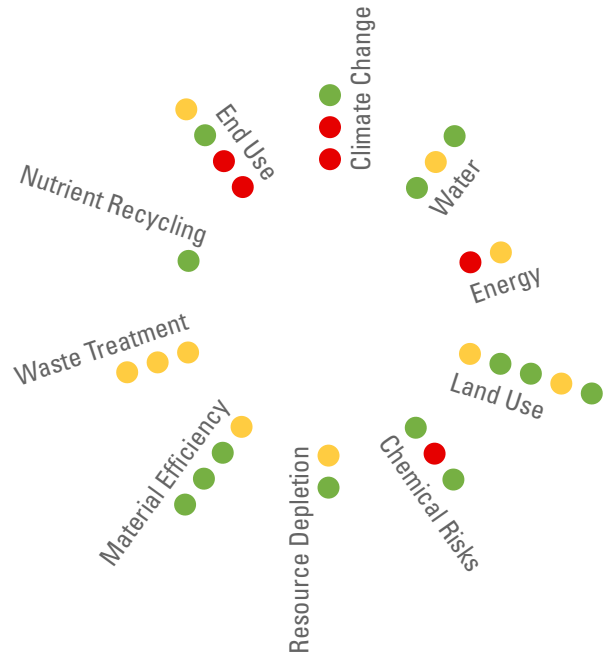 Climate Change
Water
Energy
Land Use
Chemical Risks
Resource Depletion
Material Efficiency
Waste Treatment
Nutrient Recycling
End Use